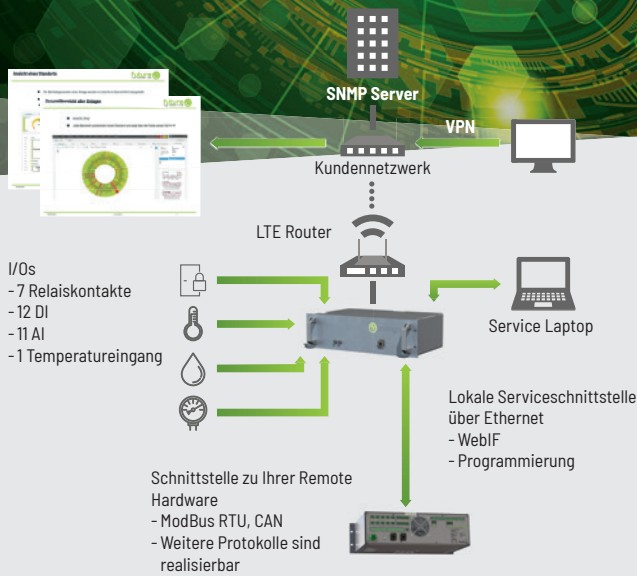 SNMP Server
VPN
Kundennetzwerk
LTE Router
I/Os
- 7 Relaiskontakte
- 12 DI
- 11 AI
- 1 Temperatureingang
Service Laptop
Lokale Serviceschnittstelle
über Ethernet
- WebIF
- Programmierung
Schnittstelle zu Ihrer Remote
Hardware
- ModBus RTU, CAN
- Weitere Protokolle sind
realisierbar